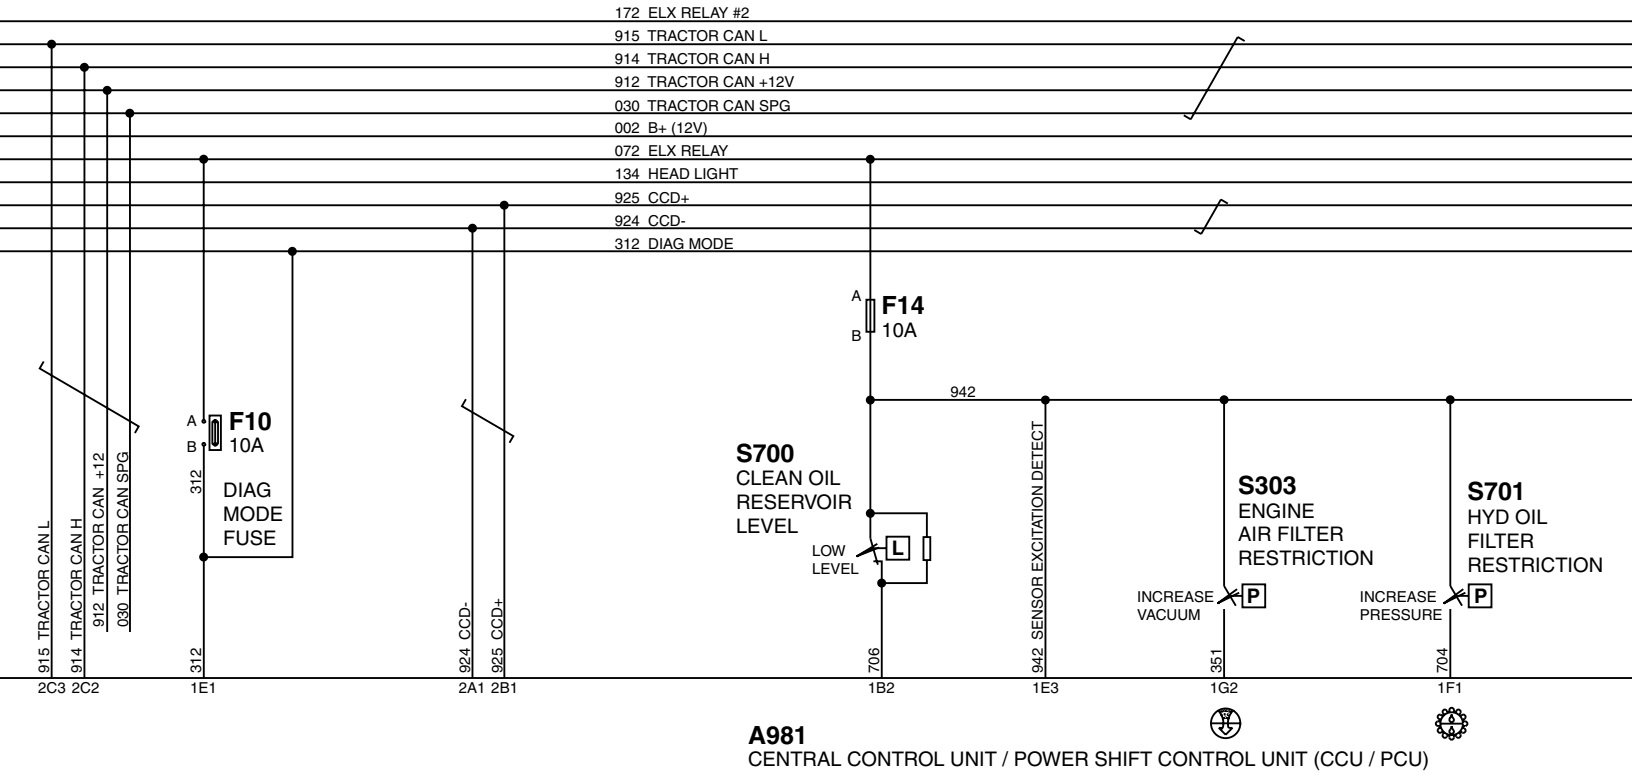 172 ELX RELAY #2
915 TRACTOR CAN L
914 TRACTOR CAN H
912 TRACTOR CAN +12V
030 TRACTOR CAN SPG
002 B+ (12V)
072 ELX RELAY
134 HEAD LIGHT
925 CCD+
924 CCD-
312 DIAG MODE
915 TRACTOR CAN L
914 TRACTOR CAN H
912 TRACTOR CAN +12
030 TRACTOR CAN SPG
A
B
F10
10A
312
DIAG
MODE
FUSE
312
924 CCD-
925 CCD+
A
B
F14
10A
942
S700
CLEAN OIL
RESERVOIR
LEVEL
LOW
LEVEL
L
706
942 SENSOR EXCITATION DETECT
S303
ENGINE
AIR FILTER
RESTRICTION
INCREASE
VACUUM
P
351
S701
HYD OIL
FILTER
RESTRICTION
INCREASE
PRESSURE
P
704
2C3 2C2 1E1 2A1 2B1 1B2 1E3 1G2 1F1
A981
CENTRAL CONTROL UNIT / POWER SHIFT CONTROL UNIT (CCU / PCU)